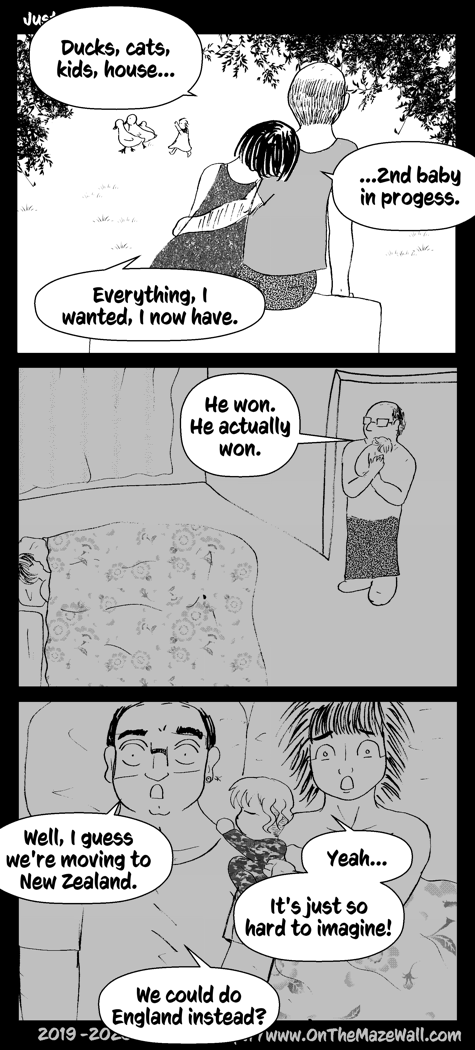 Ducks, cats,
kids, house...
...2nd baby
in progess.
Everything, I
wanted, I now have.
He won.
He actually
won.
Well, I guess
we're moving to
New Zealand.
Yeah...
It's just so
hard to imagine!
We could do
England instead?
2019 -
www.OnTheMazeWall.com